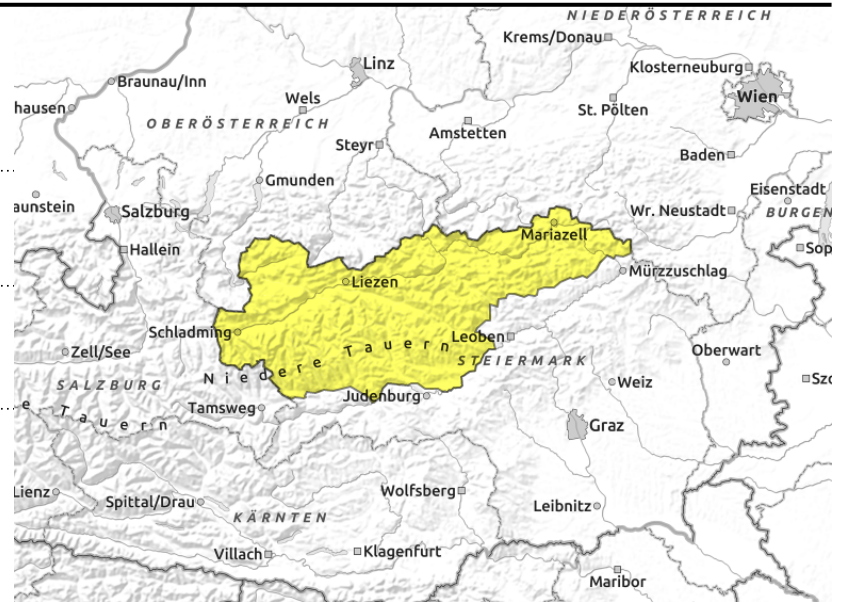 NIEDERÖSTERREICH
Krems/Donau
Linz
Klosterneuburg
Braunau/Inn
Wels
Wien
hausen
St. Pölten
OBERÖSTERREICH
Amstetten
Steyr
Baden
Gmunden
Eisenstadt
aunstein
Salzburg
Wr. Neustadt
BURGEN
Mariazell
Hallein
Sop
Mürzzuschlag
Liezen
Schladming
Leoben
Niedere Tauern
Zell/See
STEIERMARK
Oberwart
SALZBURG
Weiz
Szo
Judenburg
Tamsweg
e Tauern
Graz
Lienz
Wolfsberg
Spittal/Drau
Leibnitz
KÄRNTEN
Villach
Klagenfurt
Maribor